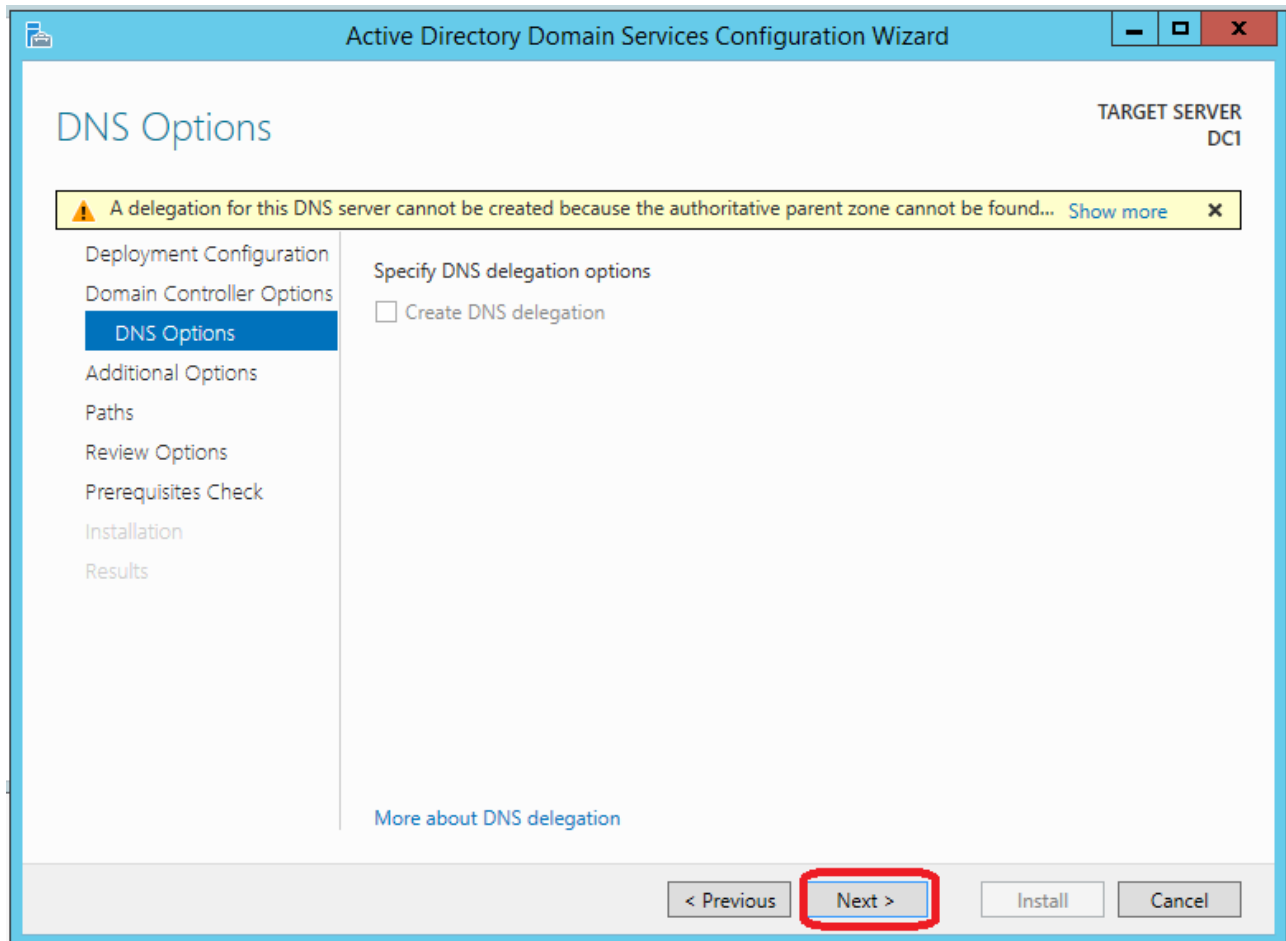 Active Directory Domain Services Configuration Wizard
DNS Options
TARGET SERVER
DC1
A delegation for this DNS server cannot be created because the authoritative parent zone cannot be found... Show more
Deployment Configuration
Domain Controller Options
DNS Options
Additional Options
Paths
Review Options
Prerequisites Check
Installation
Results
Specify DNS delegation options
Create DNS delegation
More about DNS delegation
< Previous
Next >
Install
Cancel